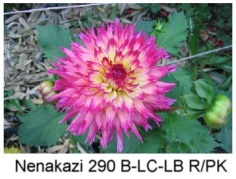 Nenakazi 290 B-LC-LB R/PK